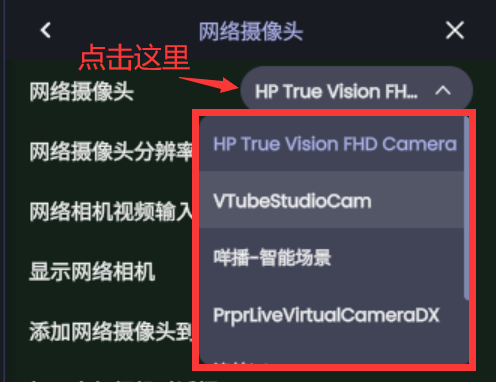 网络摄像头
点击这里
网络摄像头
HP True Vision FH...
网络摄像头分辨率
HP True Vision FHD Camera
网络相机视频输入
VTubeStudioCam
显示网络相机
咩播-智能场景
添加网络摄像头到
PrprLiveVirtualCameraDX